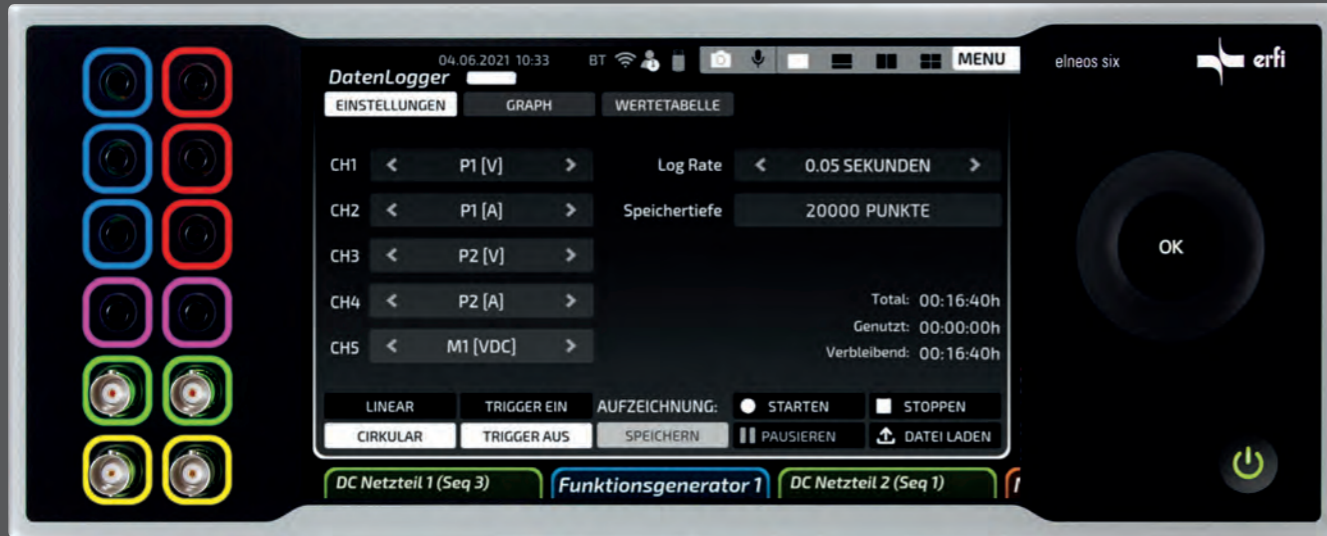 04.06.2021 10:33 BT MENU
DatenLogger
EINSTELLUNGEN GRAPH WERTETABELLE
CH1 P1 [V] Log Rate 0.05 SEKUNDEN
CH2 P1 [A] Speichertiefe 20000 PUNKTE
CH3 P2 [V]
CH4 P2 [A] Total: 00:16:40h
Genutzt: 00:00:00h
CH5 M1 [VDC] Verbleibend: 00:16:40h
LINEAR TRIGGER EIN AUFZEICHNUNG: STARTEN STOPPEN
CIRKULAR TRIGGER AUS SPEICHERN PAUSIEREN DATEI LADEN
DC Netzteil 1 (Seq 3) Funktionsgenerator 1 DC Netzteil 2 (Seq 1)
elneos six erfi
OK